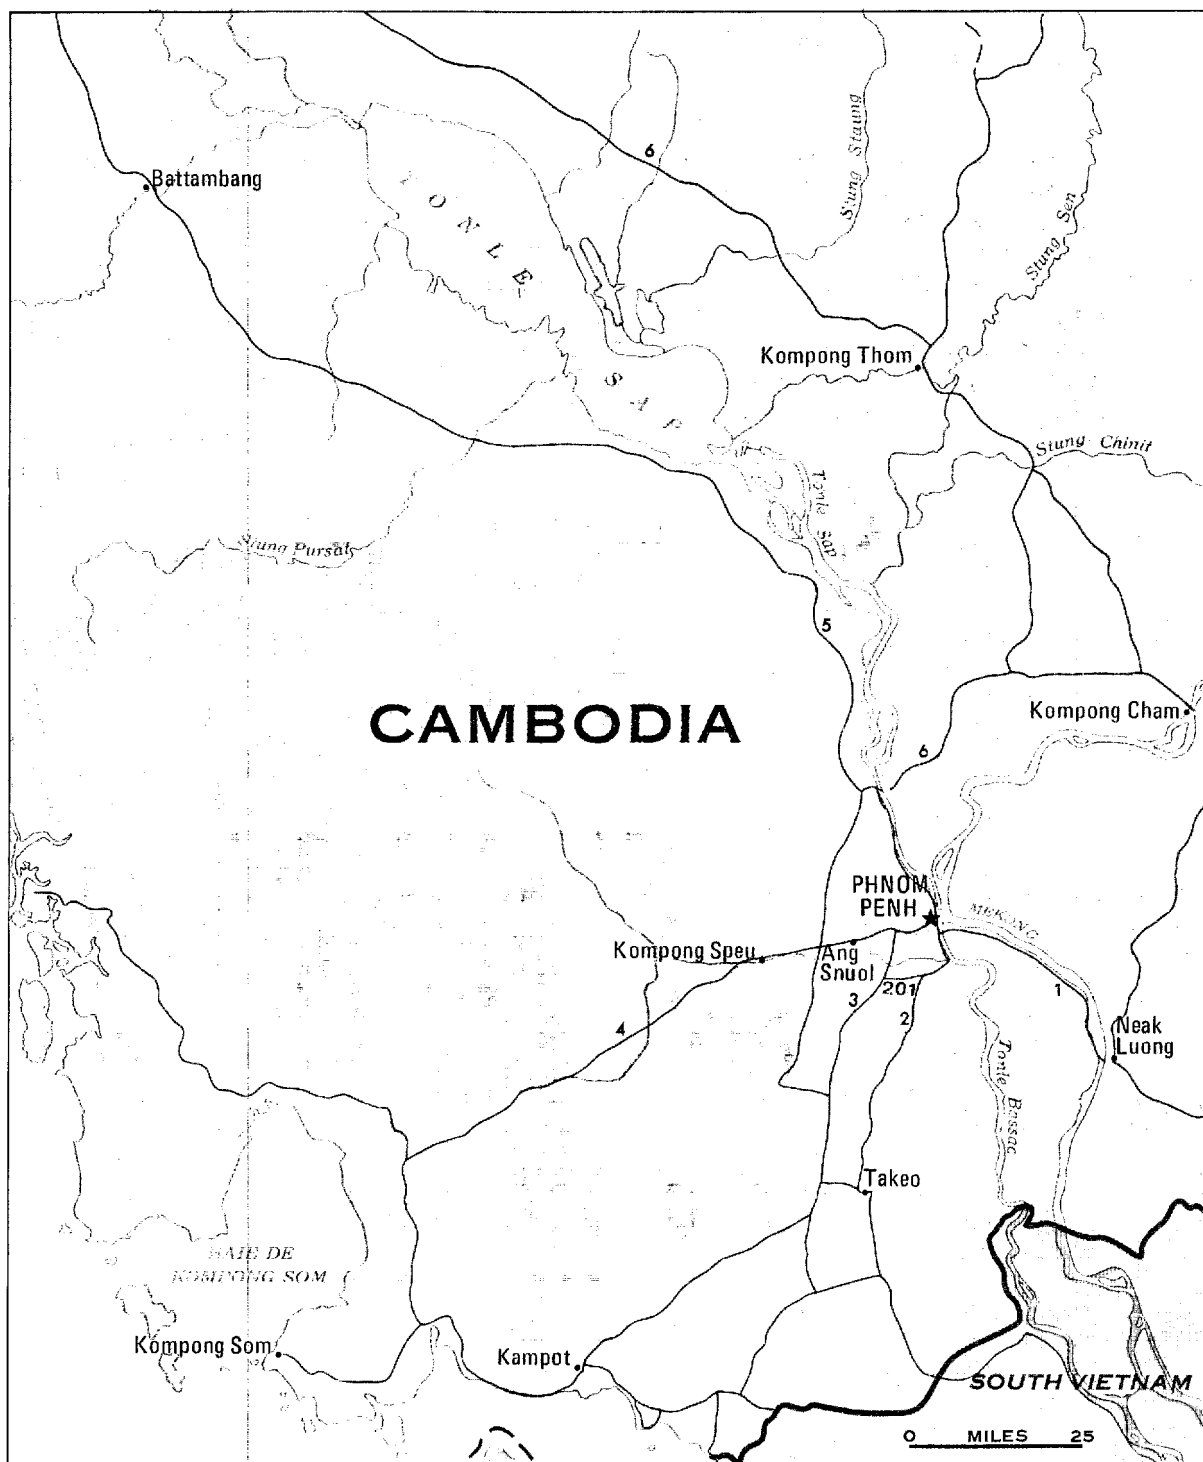 6
Stung Staung
Battambang
Stung Sen
TONLE
SAP
Kompong Thom
Stung Chinit
Tonle Sap
Stung Pursat
5
CAMBODIA
Kompong Cham
6
PHNOM
PENH
MEKONG
Kompong Speu
Ang
Snuol
201
3
1
2
4
Neak
Luong
Tonle Bassac
Takeo
BAIE DE
KOMPONG SOM
Kompong Som
Kampot
SOUTH VIETNAM
0 MILES 25